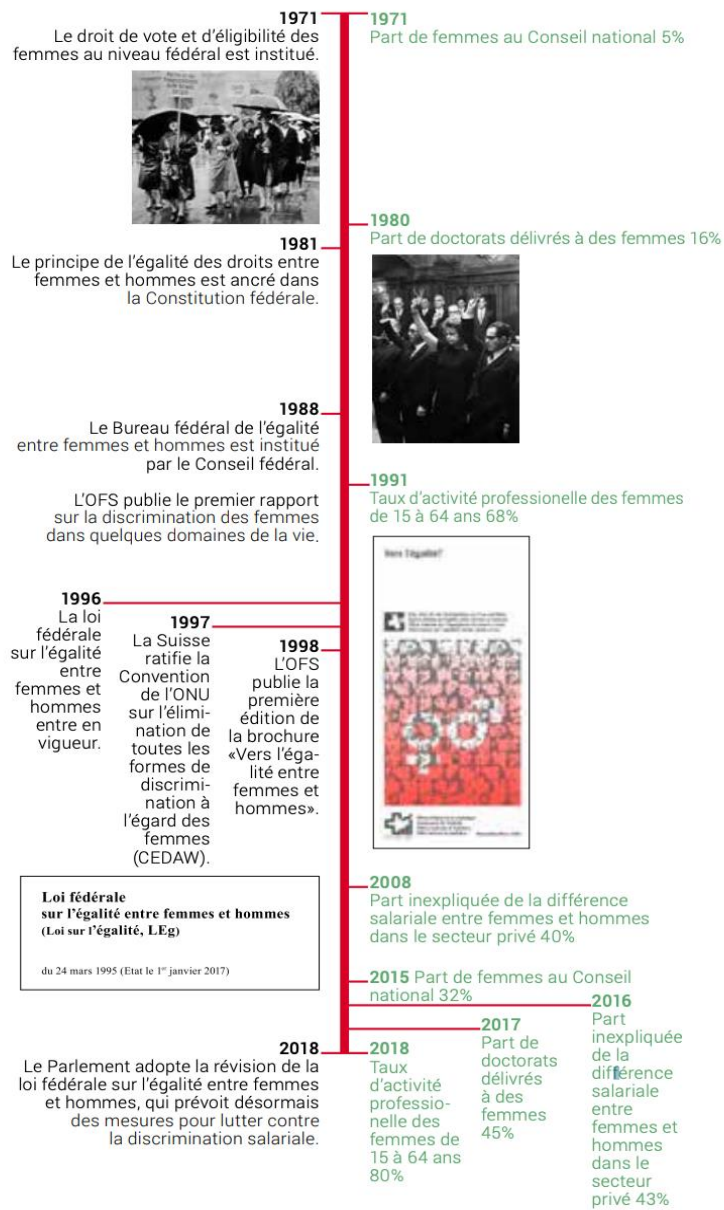 1971
Le droit de vote et d'éligibilité des
femmes au niveau fédéral est institué.
1971
Part de femmes au Conseil national 5%
1980
Part de doctorats délivrés à des femmes 16%
1981
Le principe de l'égalité des droits entre
femmes et hommes est ancré dans
la Constitution fédérale.
1988
Le Bureau fédéral de l'égalité
entre femmes et hommes est institué
par le Conseil fédéral.
L'OFS publie le premier rapport
sur la discrimination des femmes
dans quelques domaines de la vie.
1991
Taux d'activité professionelle des femmes
de 15 à 64 ans 68%
Vers l'égalité?
1996
La loi
fédérale
sur l'égalité
entre
femmes et
hommes
entre en
vigueur.
1997
La Suisse
ratifie la
Convention
de l'ONU
sur l'élimi-
nation de
toutes les
formes de
discrimi-
nation à
l'égard des
femmes
(CEDAW).
1998
L'OFS
publie la
première
édition de
la brochure
«Vers l'éga-
lité entre
femmes et
hommes».
Loi fédérale
sur l'égalité entre femmes et hommes
(Loi sur l'égalité, LEg)
du 24 mars 1995 (Etat le 1er janvier 2017)
2008
Part inexpliquée de la différence
salariale entre femmes et hommes
dans le secteur privé 40%
2015 Part de femmes au Conseil
national 32%
2016
Part
inexpliquée
de la
différence
salariale
entre
femmes et
hommes
dans le
secteur
privé 43%
2017
Part de
doctorats
délivrés
à des
femmes
45%
2018
Le Parlement adopte la révision de la
loi fédérale sur l'égalité entre femmes
et hommes, qui prévoit désormais
des mesures pour lutter contre
la discrimination salariale.
2018
Taux
d'activité
professio-
nelle des
femmes de
15 à 64 ans
80%